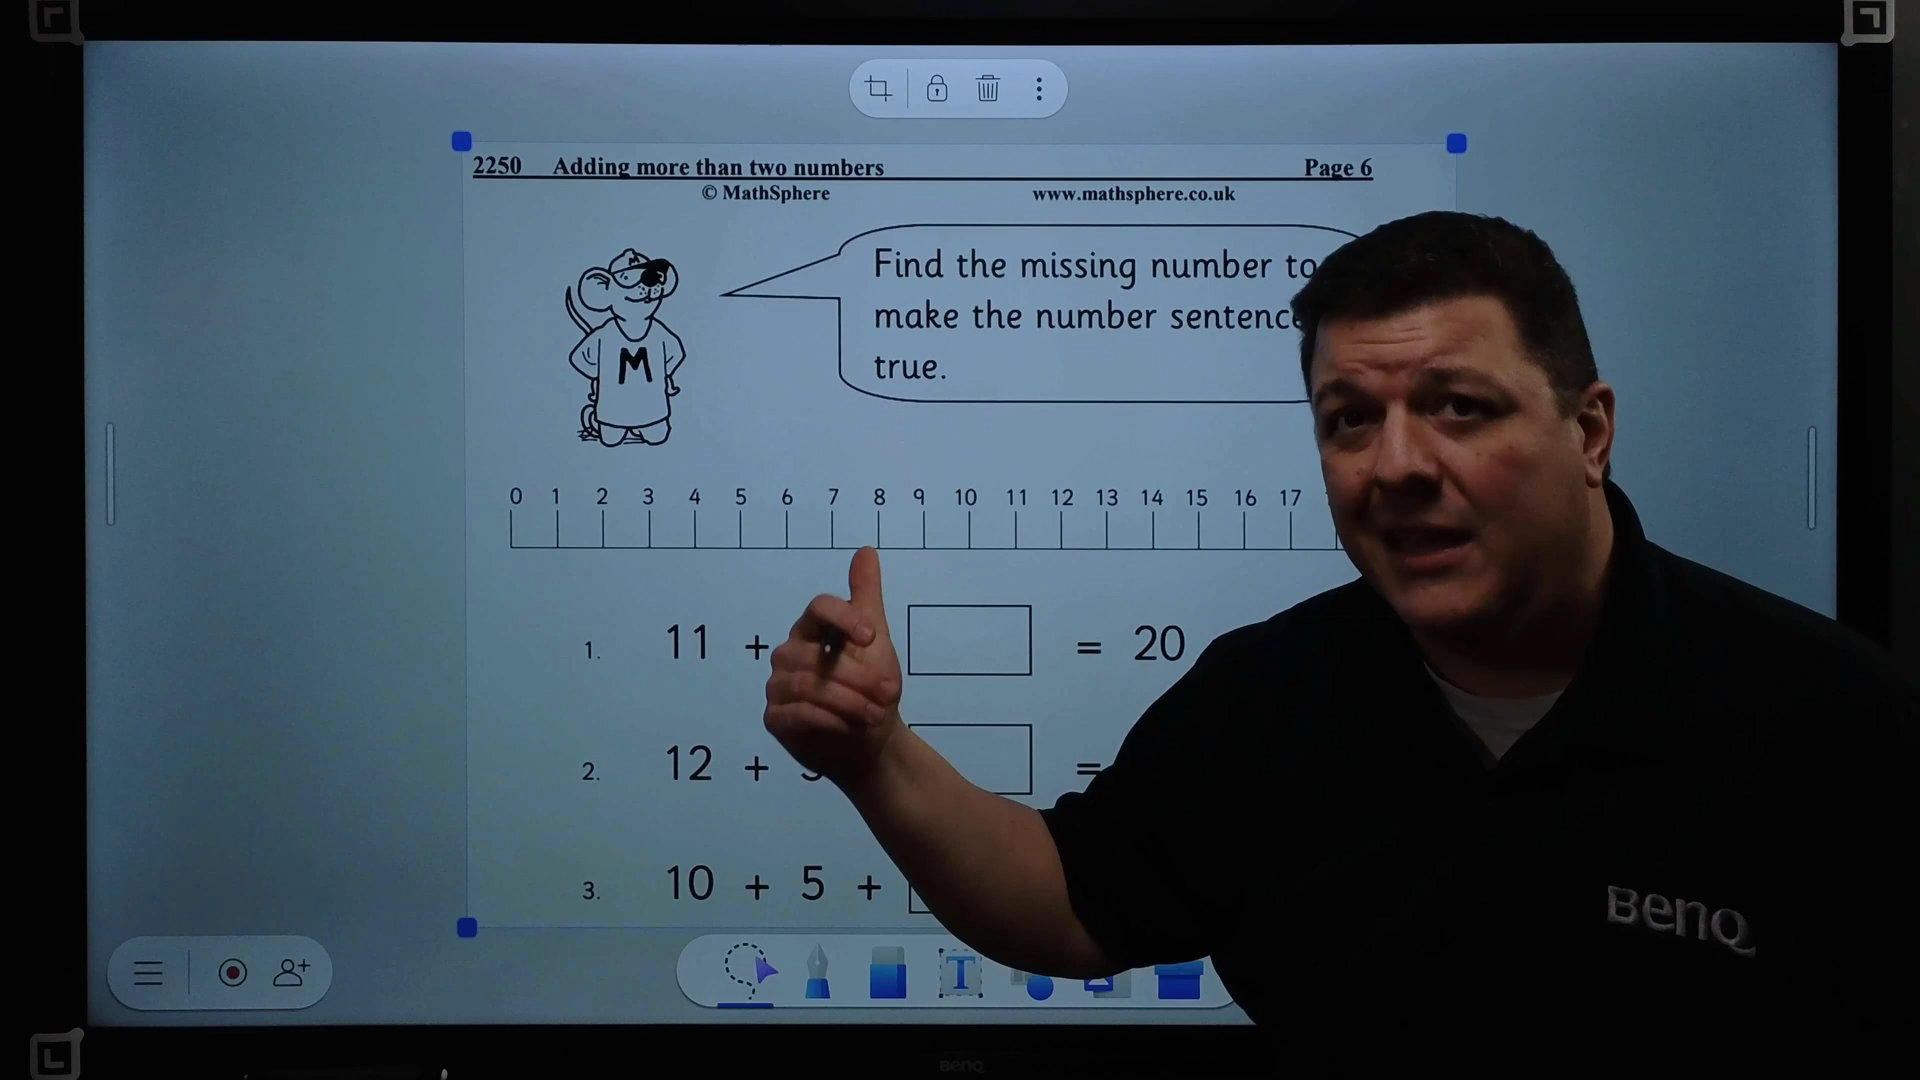 2250 Adding more than two numbers Page 6
© MathSphere www.mathsphere.co.uk
M
Find the missing number to
make the number sentence
true.
M
0 1 2 3 4 5 6 7 8 9 10 11 12 13 14 15 16 17
1. 11 + = 20
2. 12 + =
3. 10 + 5 +
T
BenQ
BenQ